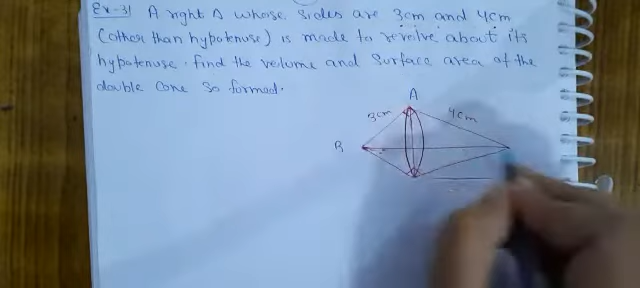 Ex-31 A right Δ whose sides are 3cm and 4cm
(other than hypotenuse) is made to revolve about its
hypotenuse. Find the volume and surface area of the
double cone so formed.
A
3cm
4cm
B